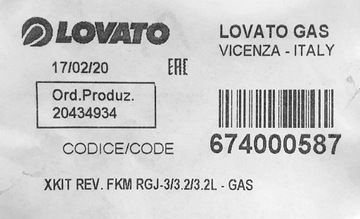 LOVATO
LOVATO GAS
VICENZA - ITALY
17/02/20
EAC
Ord.Produz.
20434934
CODICE/CODE
674000587
XKIT REV. FKM RGJ-3/3.2/3.2L - GAS